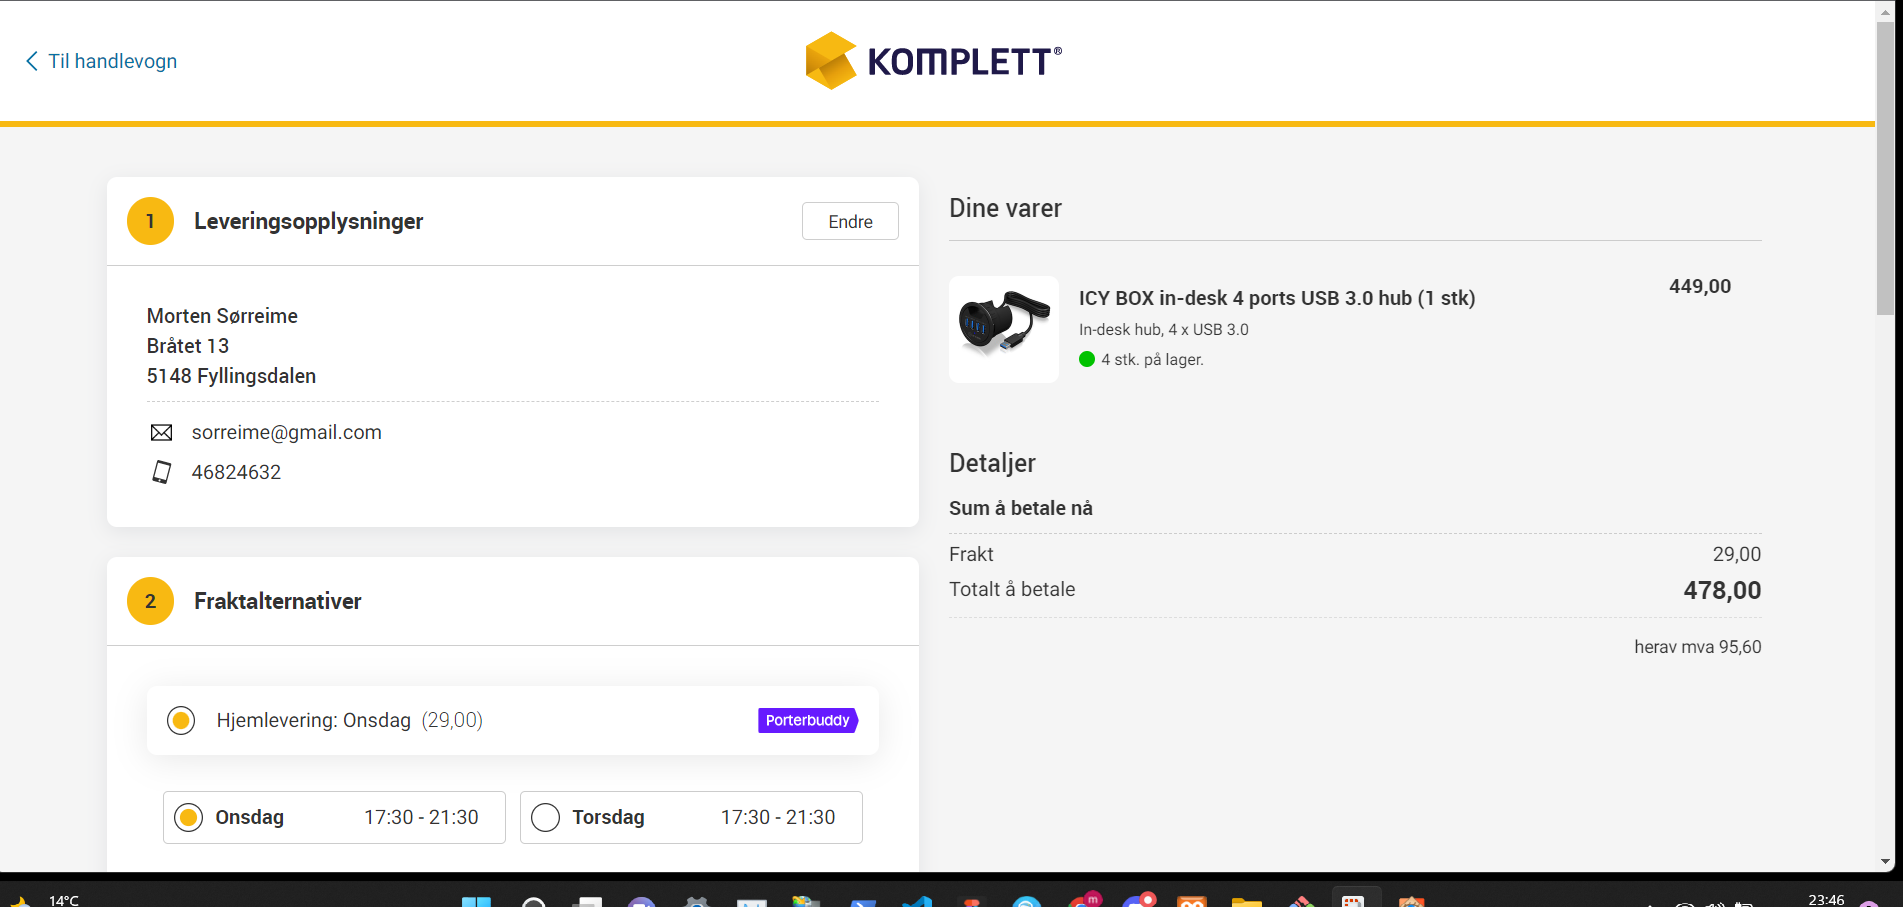 Til handlevogn
KOMPLETT®
1 Leveringsopplysninger
Endre
Morten Sørreime
Bråtet 13
5148 Fyllingsdalen
sorreime@gmail.com
46824632
2 Fraktalternativer
Hjemlevering: Onsdag (29,00)
Porterbuddy
Onsdag 17:30 - 21:30
Torsdag 17:30 - 21:30
Dine varer
ICY BOX in-desk 4 ports USB 3.0 hub (1 stk)
449,00
In-desk hub, 4 x USB 3.0
4 stk. på lager.
Detaljer
Sum å betale nå
Frakt 29,00
Totalt å betale 478,00
herav mva 95,60
14°C
m
23:46